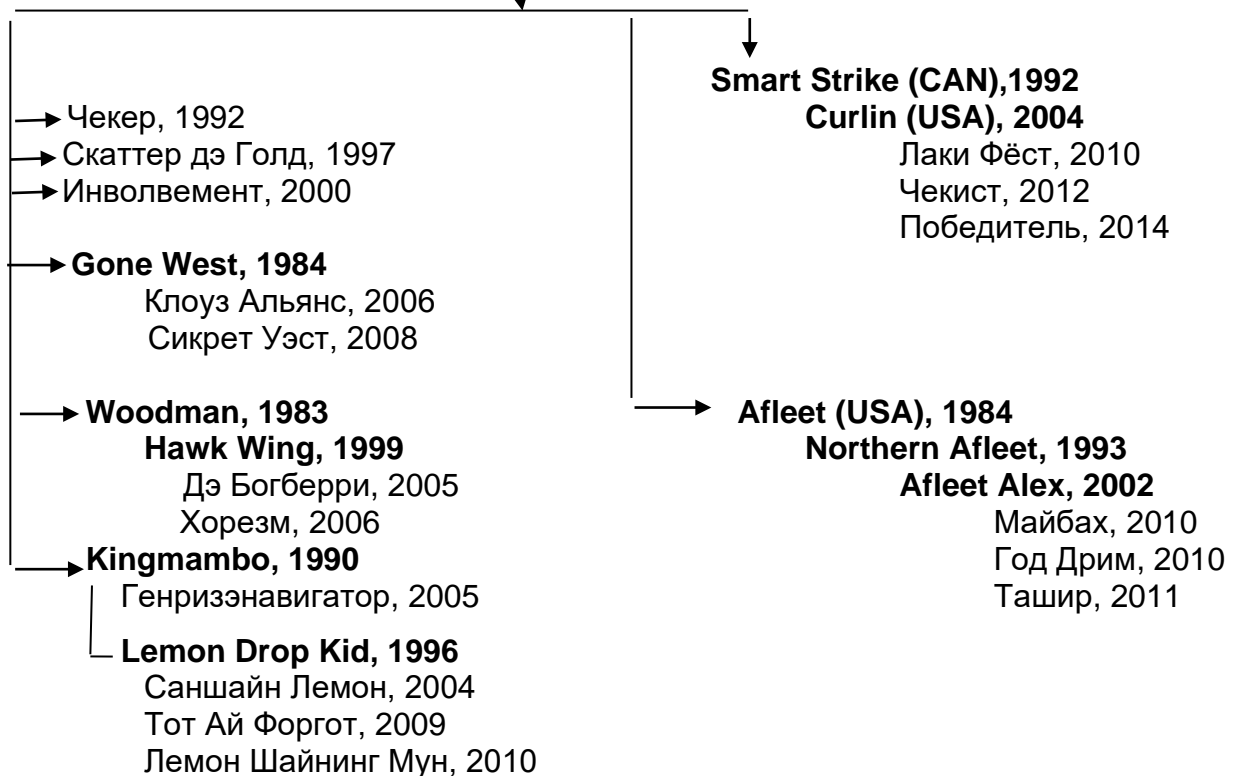 Чекер, 1992
Скаттер дэ Голд, 1997
Инволвемент, 2000
Gone West, 1984
Клоуз Альянс, 2006
Сикрет Уэст, 2008
Woodman, 1983
Hawk Wing, 1999
Дэ Богберри, 2005
Хорезм, 2006
Kingmambo, 1990
Генризэнавигатор, 2005
Lemon Drop Kid, 1996
Саншайн Лемон, 2004
Тот Ай Форгот, 2009
Лемон Шайнинг Мун, 2010
Smart Strike (CAN),1992
Curlin (USA), 2004
Лаки Фёст, 2010
Чекист, 2012
Победитель, 2014
Afleet (USA), 1984
Northern Afleet, 1993
Afleet Alex, 2002
Майбах, 2010
Год Дрим, 2010
Ташир, 2011